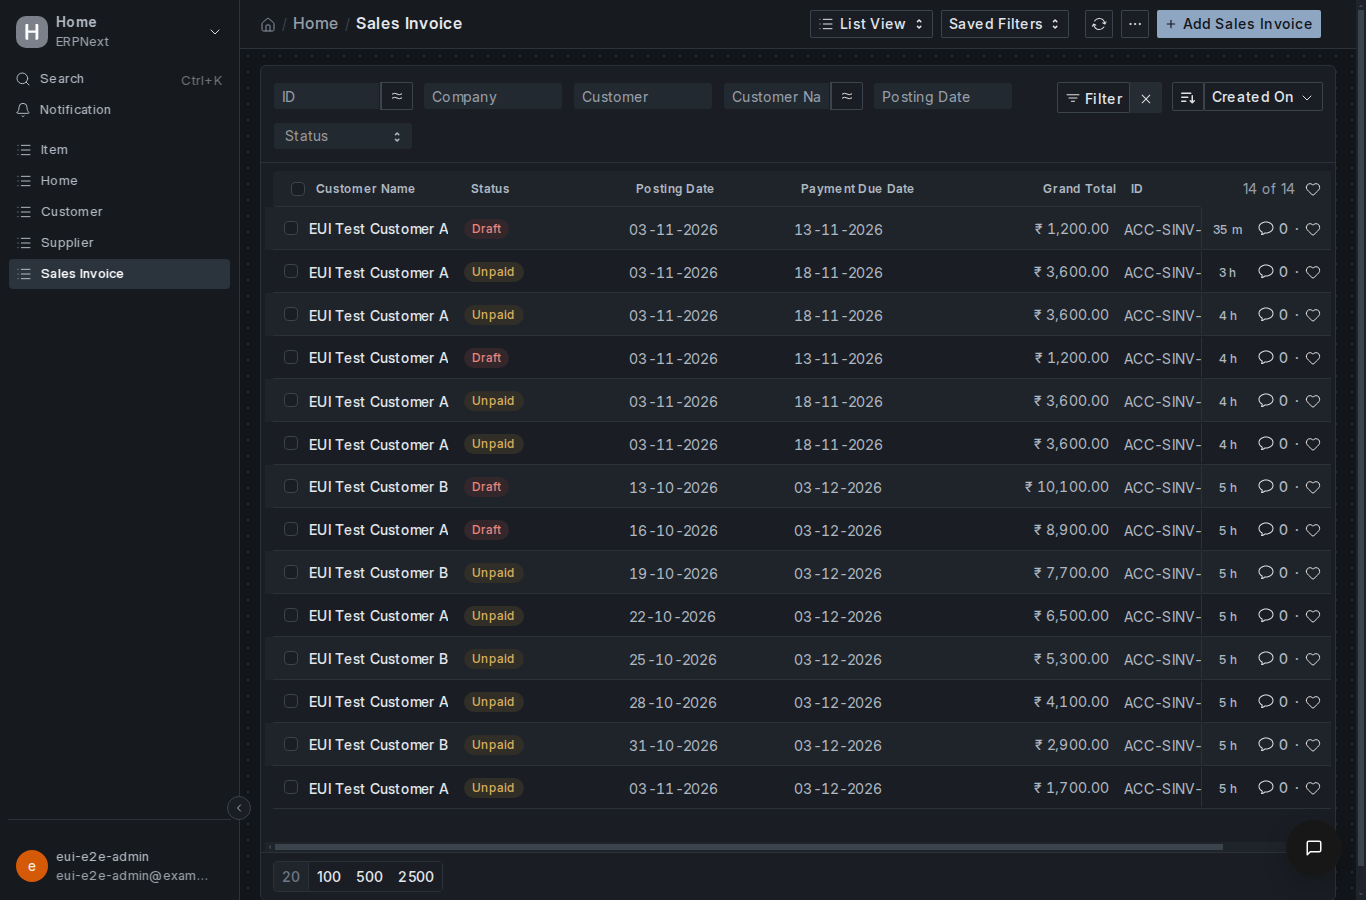 H
Home
ERPNext
Search
Ctrl+K
Notification
Item
Home
Customer
Supplier
Sales Invoice
e
eui-e2e-admin
eui-e2e-admin@exam...
/ Home / Sales Invoice
List View
Saved Filters
...
+ Add Sales Invoice
ID
≈
Company
Customer
Customer Na
≈
Posting Date
Filter
×
Created On
Status
Customer Name Status Posting Date Payment Due Date Grand Total ID 14 of 14
EUI Test Customer A Draft 03-11-2026 13-11-2026 ₹ 1,200.00 ACC-SINV- 35 m 0 ·
EUI Test Customer A Unpaid 03-11-2026 18-11-2026 ₹ 3,600.00 ACC-SINV- 3 h 0 ·
EUI Test Customer A Unpaid 03-11-2026 18-11-2026 ₹ 3,600.00 ACC-SINV- 4 h 0 ·
EUI Test Customer A Draft 03-11-2026 13-11-2026 ₹ 1,200.00 ACC-SINV- 4 h 0 ·
EUI Test Customer A Unpaid 03-11-2026 18-11-2026 ₹ 3,600.00 ACC-SINV- 4 h 0 ·
EUI Test Customer A Unpaid 03-11-2026 18-11-2026 ₹ 3,600.00 ACC-SINV- 4 h 0 ·
EUI Test Customer B Draft 13-10-2026 03-12-2026 ₹ 10,100.00 ACC-SINV- 5 h 0 ·
EUI Test Customer A Draft 16-10-2026 03-12-2026 ₹ 8,900.00 ACC-SINV- 5 h 0 ·
EUI Test Customer B Unpaid 19-10-2026 03-12-2026 ₹ 7,700.00 ACC-SINV- 5 h 0 ·
EUI Test Customer A Unpaid 22-10-2026 03-12-2026 ₹ 6,500.00 ACC-SINV- 5 h 0 ·
EUI Test Customer B Unpaid 25-10-2026 03-12-2026 ₹ 5,300.00 ACC-SINV- 5 h 0 ·
EUI Test Customer A Unpaid 28-10-2026 03-12-2026 ₹ 4,100.00 ACC-SINV- 5 h 0 ·
EUI Test Customer B Unpaid 31-10-2026 03-12-2026 ₹ 2,900.00 ACC-SINV- 5 h 0 ·
EUI Test Customer A Unpaid 03-11-2026 03-12-2026 ₹ 1,700.00 ACC-SINV- 5 h 0 ·
20 100 500 2500